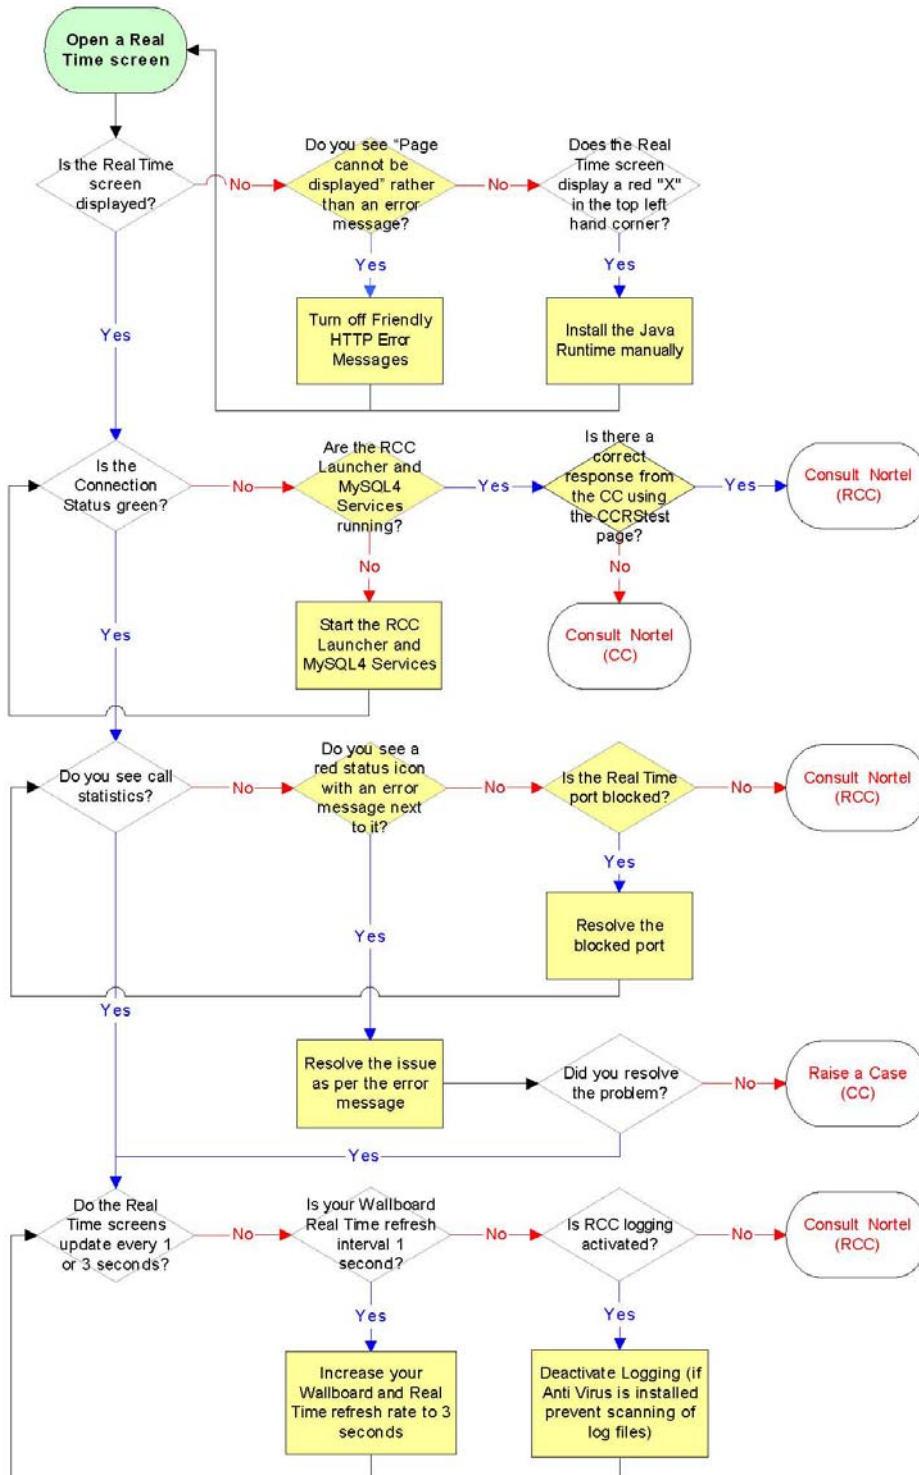 Open a Real
Time screen
Is the Real Time
screen
displayed?
No
Do you see "Page
cannot be
displayed" rather
than an error
message?
No
Does the Real
Time screen
display a red "X"
in the top left
hand corner?
Yes
Yes
Turn off Friendly
HTTP Error
Messages
Install the Java
Runtime manually
Yes
Is the
Connection
Status green?
No
Are the RCC
Launcher and
MySQL4
Services
running?
Yes
Is there a
correct
response from
the CC using
the CCRStest
page?
Yes
Consult Nortel
(RCC)
No
No
Start the RCC
Launcher and
MySQL4 Services
Consult Nortel
(CC)
Yes
Do you see call
statistics?
No
Do you see a
red status icon
with an error
message next
to it?
No
Is the Real Time
port blocked?
No
Consult Nortel
(RCC)
Yes
Resolve the
blocked port
Yes
Yes
Resolve the issue
as per the error
message
Did you resolve
the problem?
No
Raise a Case
(CC)
Yes
Do the Real
Time screens
update every 1
or 3 seconds?
No
Is your Wallboard
Real Time refresh
interval 1
second?
No
Is RCC logging
activated?
No
Consult Nortel
(RCC)
Yes
Yes
Increase your
Wallboard and Real
Time refresh rate to 3
seconds
Deactivate Logging (if
Anti Virus is installed
prevent scanning of
log files)